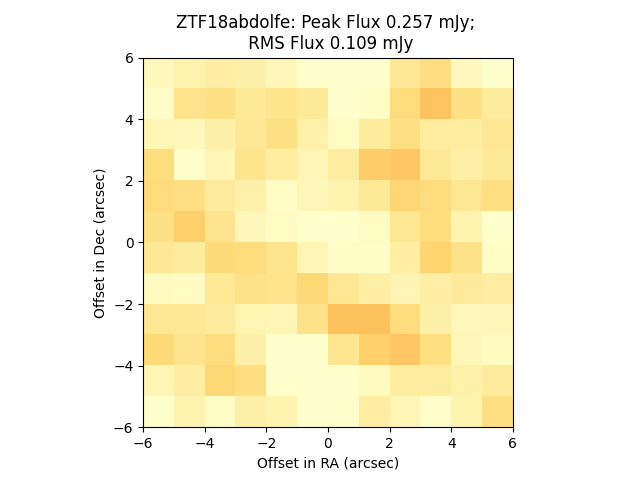 ZTF18abdolfe: Peak Flux 0.257 mJy;
RMS Flux 0.109 mJy
6
4
2
0
−2
−4
−6
Offset in Dec (arcsec)
−6 −4 −2 0 2 4 6
Offset in RA (arcsec)